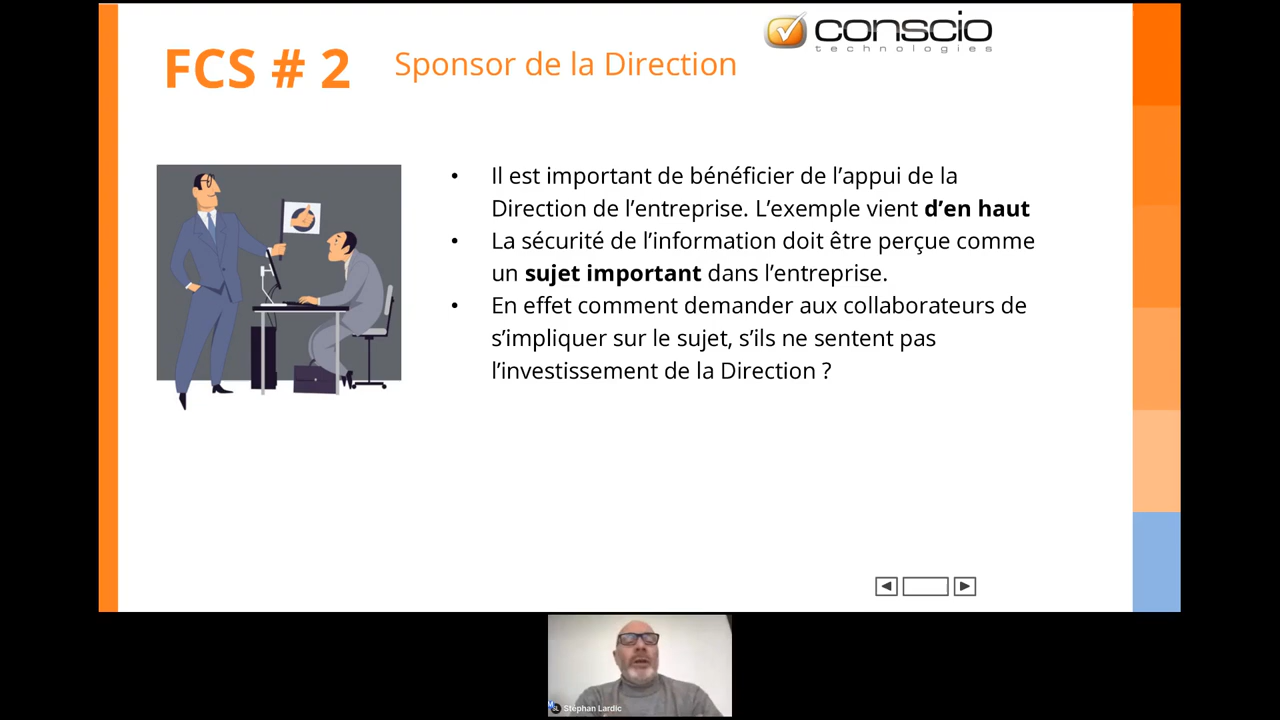 conscio
technologies
FCS # 2
Sponsor de la Direction
• Il est important de bénéficier de l’appui de la
Direction de l’entreprise. L’exemple vient d’en haut
• La sécurité de l’information doit être perçue comme
un sujet important dans l’entreprise.
• En effet comment demander aux collaborateurs de
s’impliquer sur le sujet, s’ils ne sentent pas
l’investissement de la Direction ?
SL
Stéphan Lardic